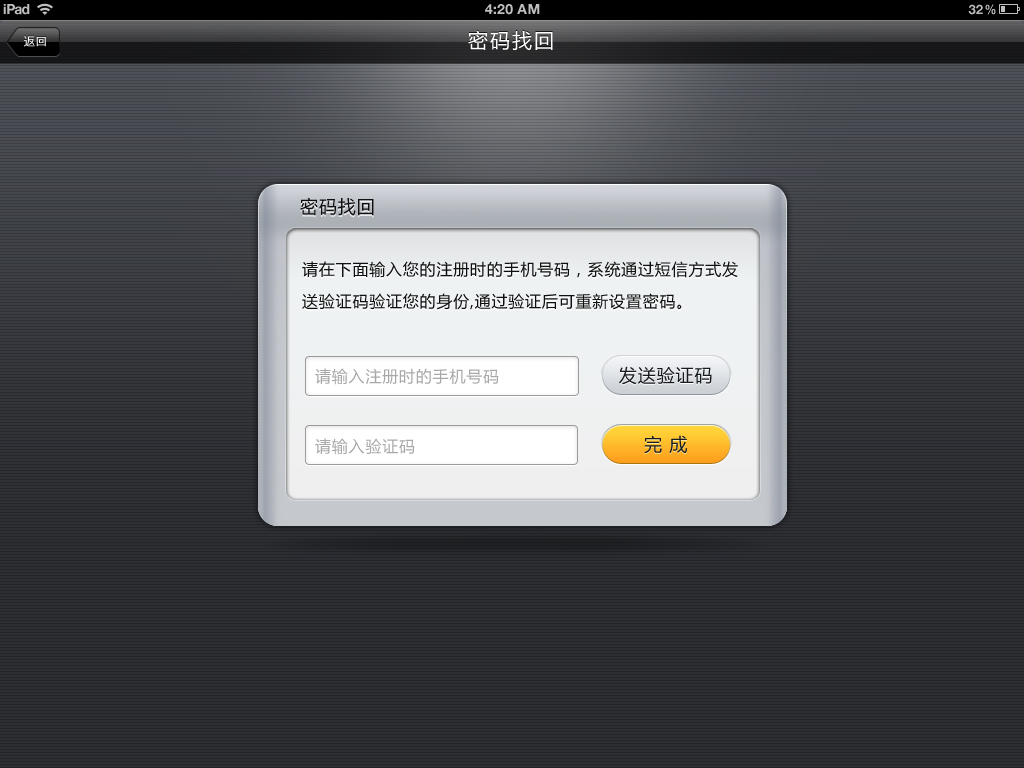 iPad 4:20 AM 32%
返回 密码找回
密码找回
请在下面输入您的注册时的手机号码，系统通过短信方式发
送验证码验证您的身份,通过验证后可重新设置密码。
请输入注册时的手机号码 发送验证码
请输入验证码 完 成